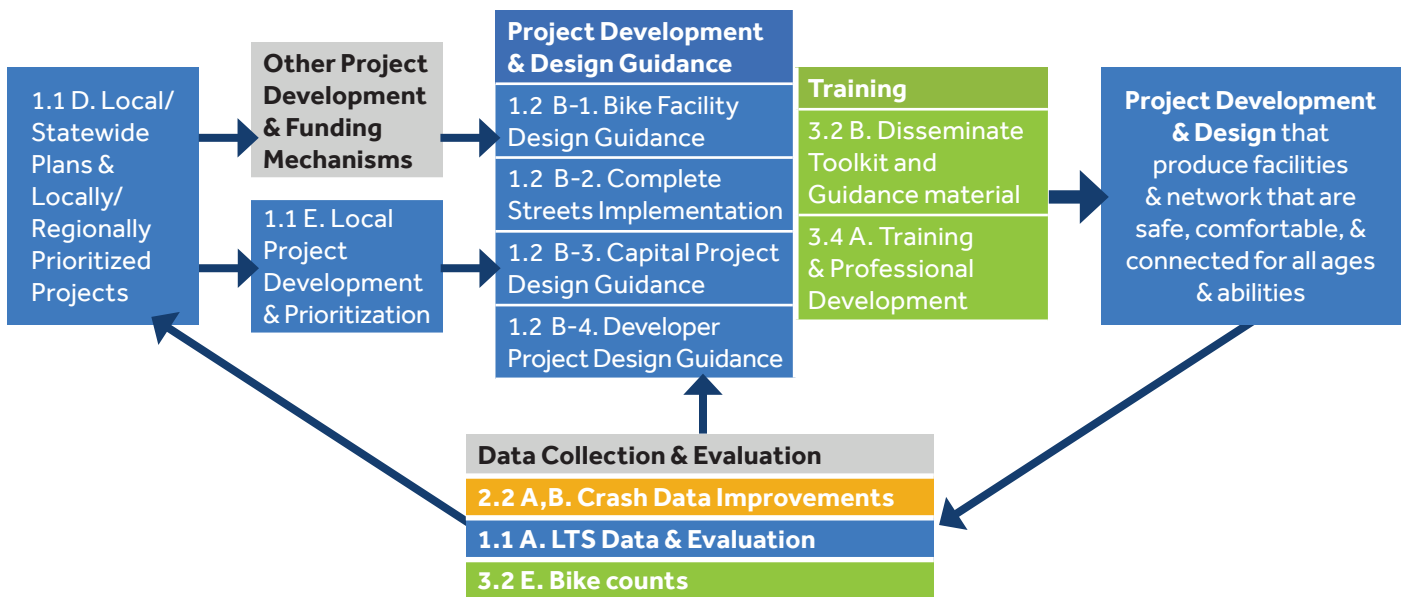 1.1 D. Local/
Statewide
Plans &
Locally/
Regionally
Prioritized
Projects
Other Project
Development
& Funding
Mechanisms
1.1 E. Local
Project
Development
& Prioritization
Project Development
& Design Guidance
1.2 B-1. Bike Facility
Design Guidance
1.2 B-2. Complete
Streets Implementation
1.2 B-3. Capital Project
Design Guidance
1.2 B-4. Developer
Project Design Guidance
Training
3.2 B. Disseminate
Toolkit and
Guidance material
3.4 A. Training
& Professional
Development
Project Development
& Design that
produce facilities
& network that are
safe, comfortable, &
connected for all ages
& abilities
Data Collection & Evaluation
2.2 A,B. Crash Data Improvements
1.1 A. LTS Data & Evaluation
3.2 E. Bike counts